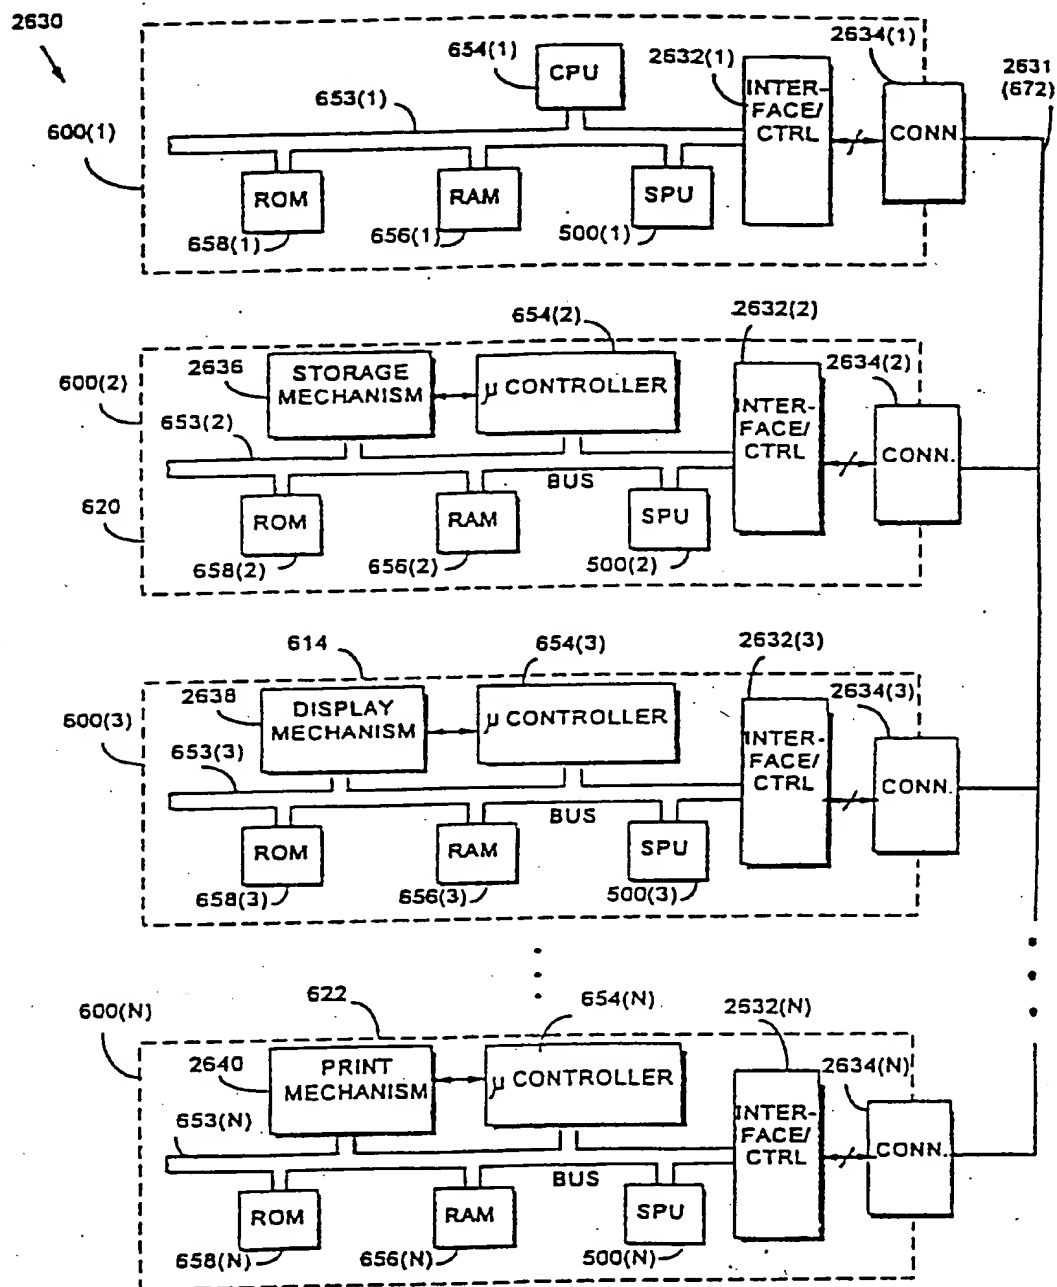 2630
654(1)
2632(1)
2634(1)
2631
(672)
CPU
653(1)
INTER-
FACE/
CTRL
CONN
600(1)
ROM
RAM
SPU
658(1)
656(1)
500(1)
654(2)
2632(2)
2634(2)
2636
STORAGE
MECHANISM
µ CONTROLLER
600(2)
653(2)
INTER-
FACE/
CTRL
CONN.
BUS
620
ROM
RAM
SPU
658(2)
656(2)
500(2)
614
654(3)
2632(3)
2634(3)
2638
DISPLAY
MECHANISM
µ CONTROLLER
600(3)
653(3)
INTER-
FACE/
CTRL
CONN.
BUS
ROM
RAM
SPU
658(3)
656(3)
500(3)
622
654(N)
2632(N)
600(N)
2634(N)
2640
PRINT
MECHANISM
µ CONTROLLER
653(N)
INTER-
FACE/
CTRL
CONN.
BUS
ROM
RAM
SPU
658(N)
656(N)
500(N)